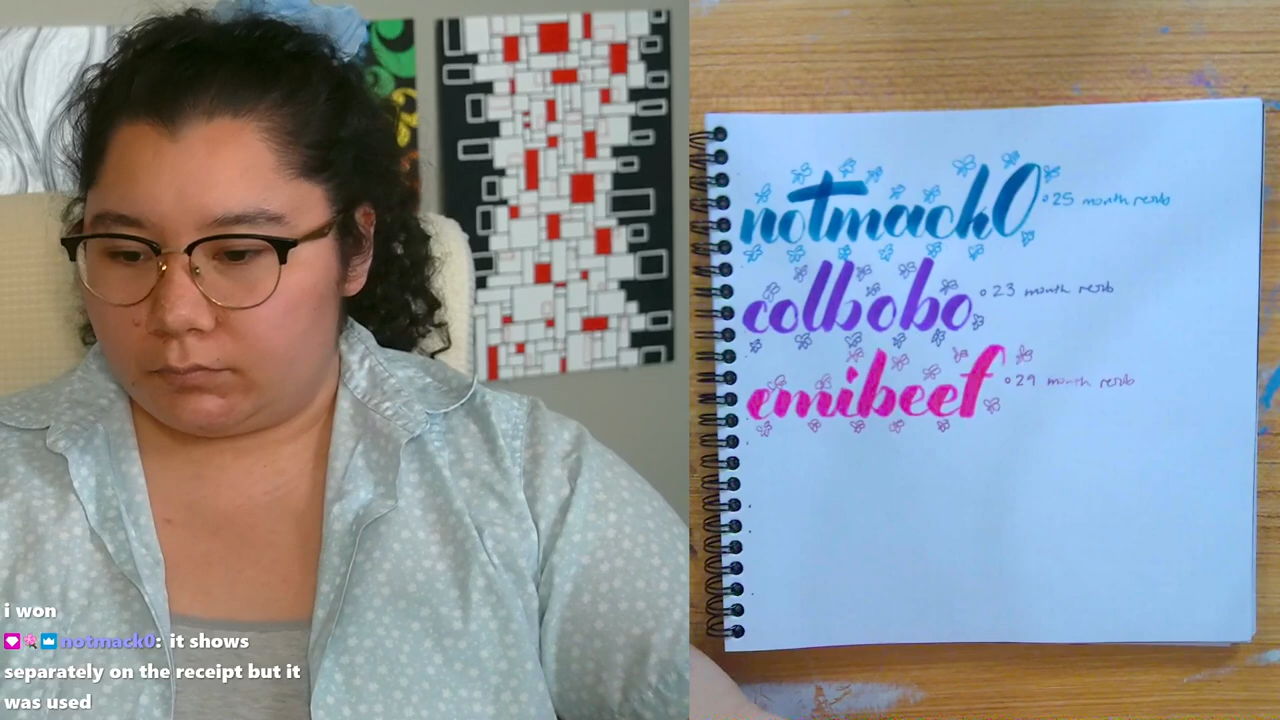 i won
notmack0: it shows
separately on the receipt but it
was used
notmack0 25 month resub
colbobo 23 month resub
emibeef 29 month resub